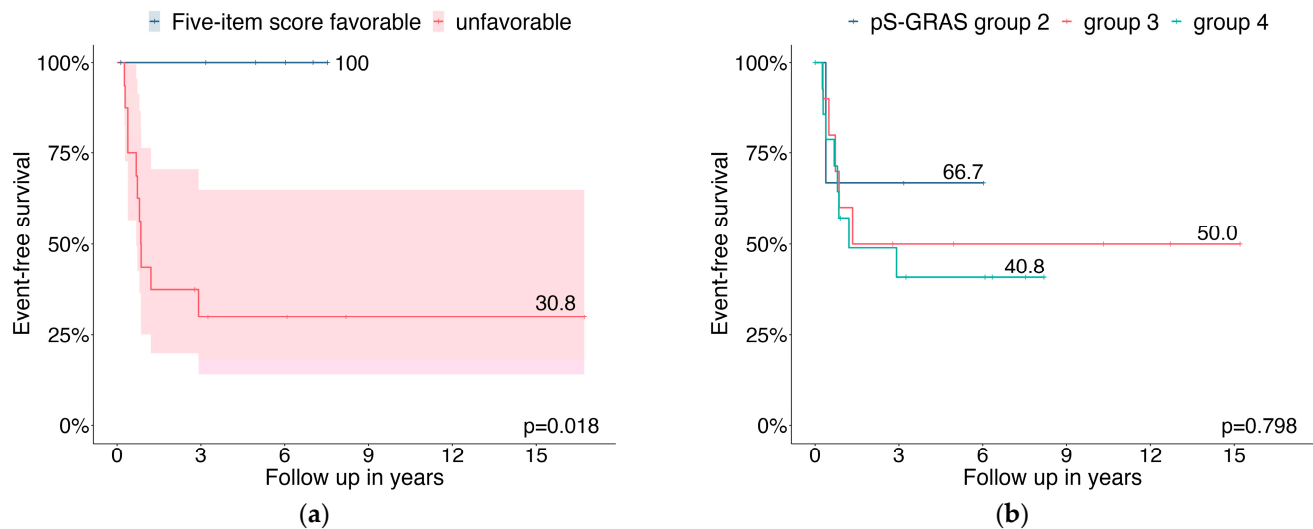 Five-item score favorable unfavorable
100%
75%
50%
25%
0%
Event-free survival
100
30.8
p=0.018
0 3 6 9 12 15
Follow up in years
(a)
pS-GRAS group 2 group 3 group 4
100%
75%
50%
25%
0%
Event-free survival
66.7
50.0
40.8
p=0.798
0 3 6 9 12 15
Follow up in years
(b)